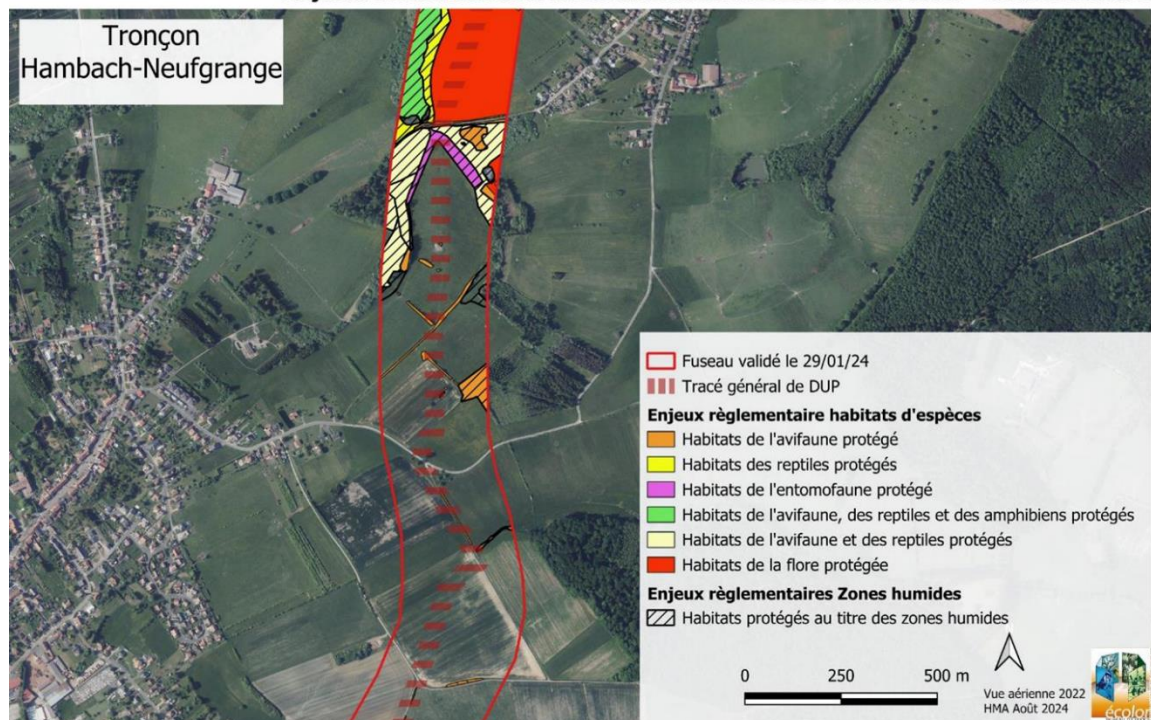 Tronçon
Hambach-Neufgrange
Fuseau validé le 29/01/24
Tracé général de DUP
Enjeux règlementaire habitats d'espèces
Habitats de l'avifaune protégé
Habitats des reptiles protégés
Habitats de l'entomofaune protégé
Habitats de l'avifaune, des reptiles et des amphibiens protégés
Habitats de l'avifaune et des reptiles protégés
Habitats de la flore protégée
Enjeux règlementaires Zones humides
Habitats protégés au titre des zones humides
0 250 500 m
Vue aérienne 2022
HMA Août 2024
écolor